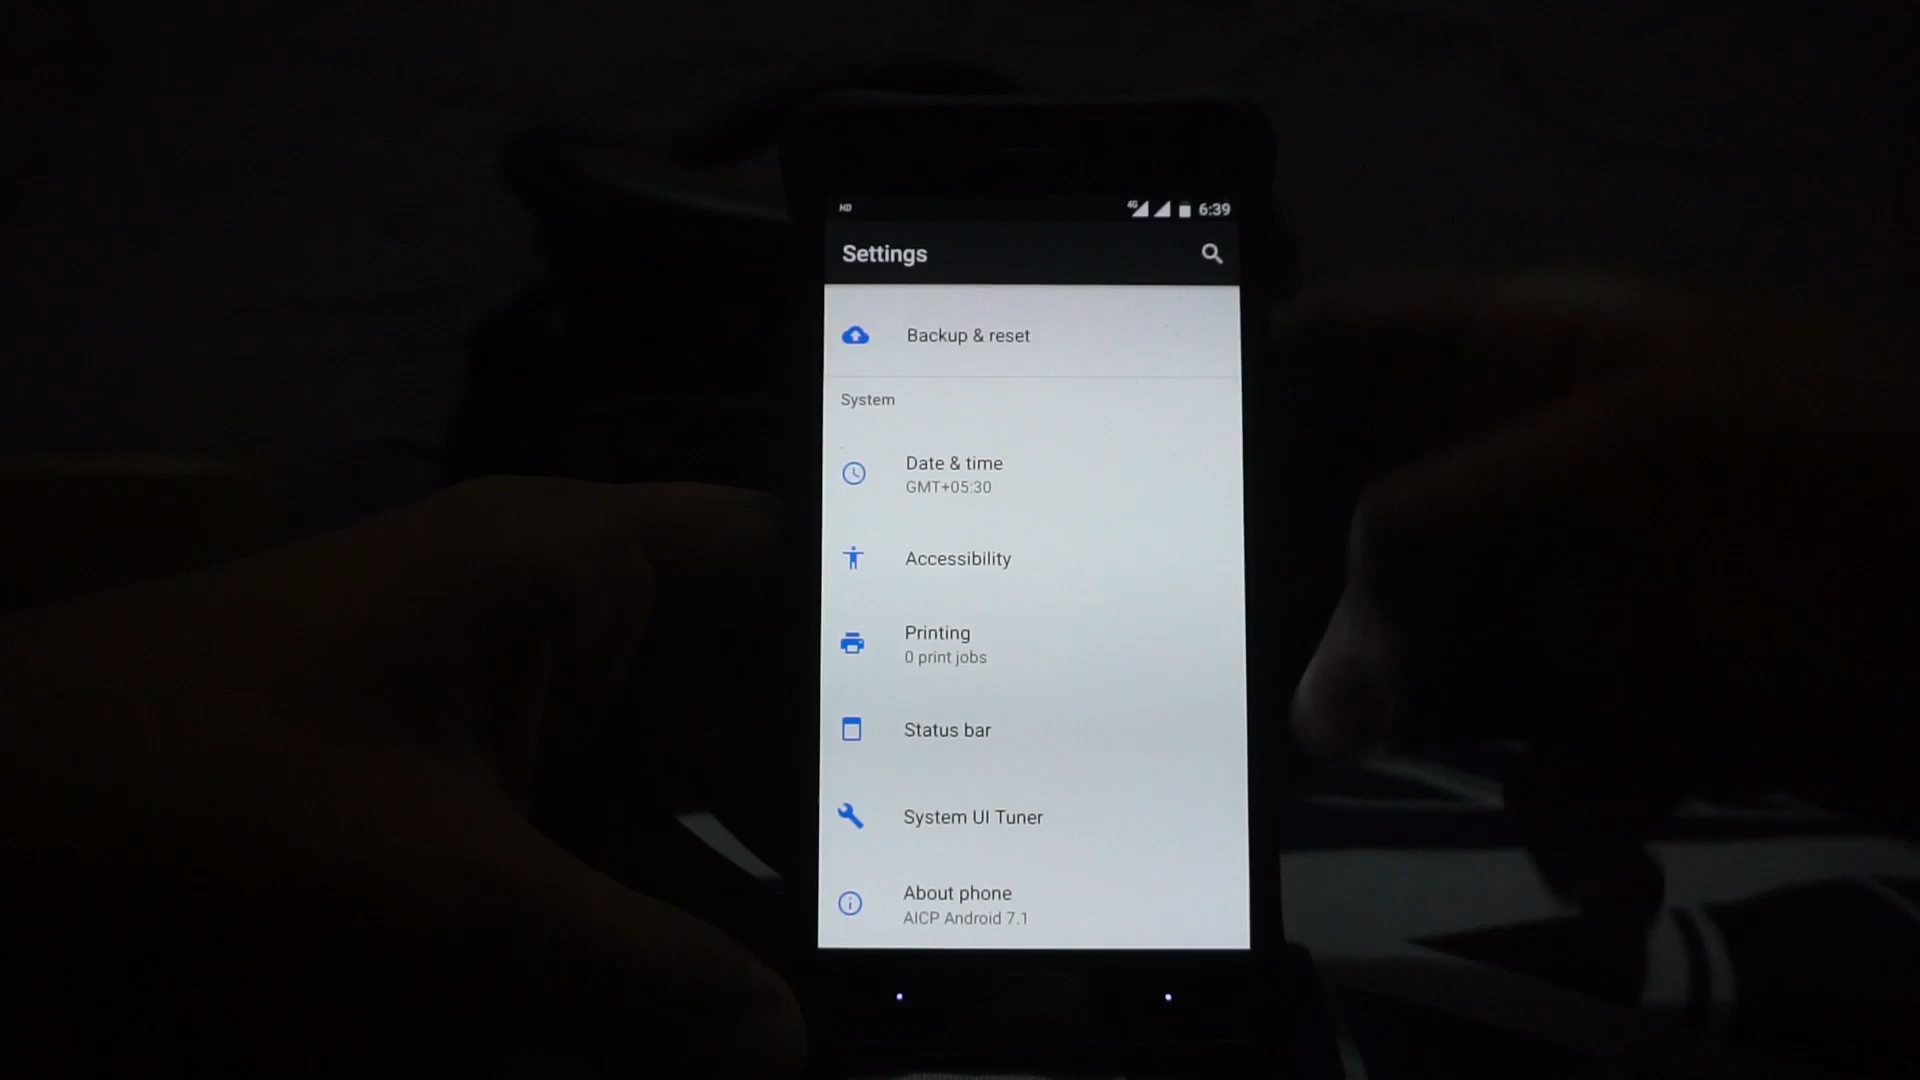 HD
4G 6:39
Settings
Backup & reset
System
Date & time
GMT+05:30
Accessibility
Printing
0 print jobs
Status bar
System UI Tuner
About phone
AICP Android 7.1